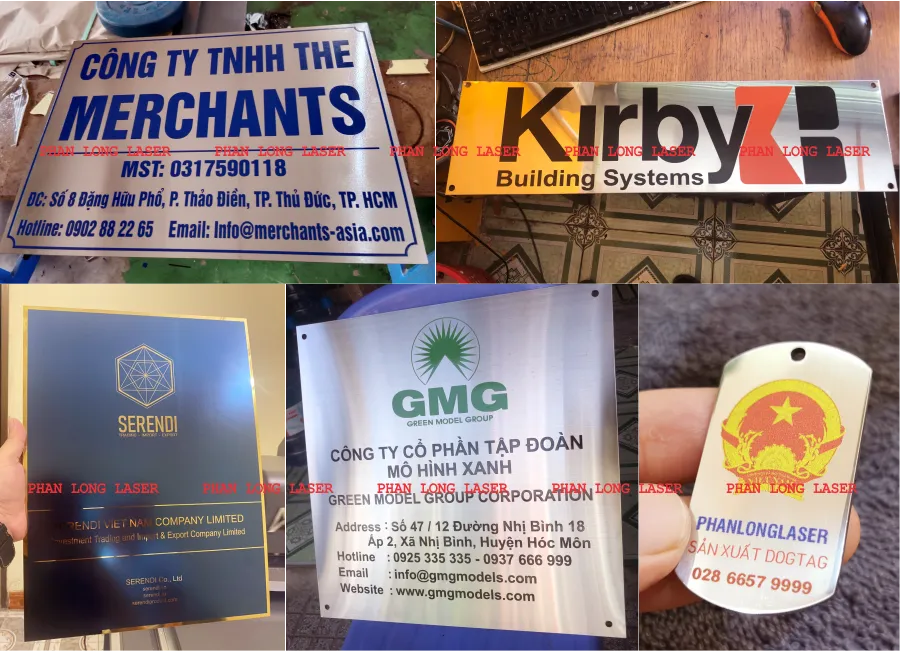 CÔNG TY TNHH THE
MERCHANTS
MST: 0317590118
ĐC: Số 8 Đặng Hữu Phổ, P. Thảo Điền, TP. Thủ Đức, TP. HCM
Hotline: 0902 88 22 65 Email: Info@merchants-asia.com
Kirby
Building Systems
PHAN LONG LASER PHAN LONG LASER PHAN LONG LASER PHAN LONG LASER PHAN LONG LASER
SERENDI
SERENDI VIET NAM COMPANY LIMITED
Investment Trading and Import & Export Company Limited
SERENDI Co., Ltd
GMG
GREEN MODEL GROUP
CÔNG TY CỔ PHẦN TẬP ĐOÀN
MÔ HÌNH XANH
GREEN MODEL GROUP CORPORATION
Address : Số 47 / 12 Đường Nhị Bình 18
Ấp 2, Xã Nhị Bình, Huyện Hóc Môn
Hotline : 0925 335 335 - 0937 666 999
Email : info@gmgmodels.com
Website : www.gmgmodels.com
PHANLONGLASER
SẢN XUẤT DOGTAG
028 6657 9999
PHAN LONG LASER PHAN LONG LASER PHAN LONG LASER PHAN LONG LASER PHAN LONG LASER